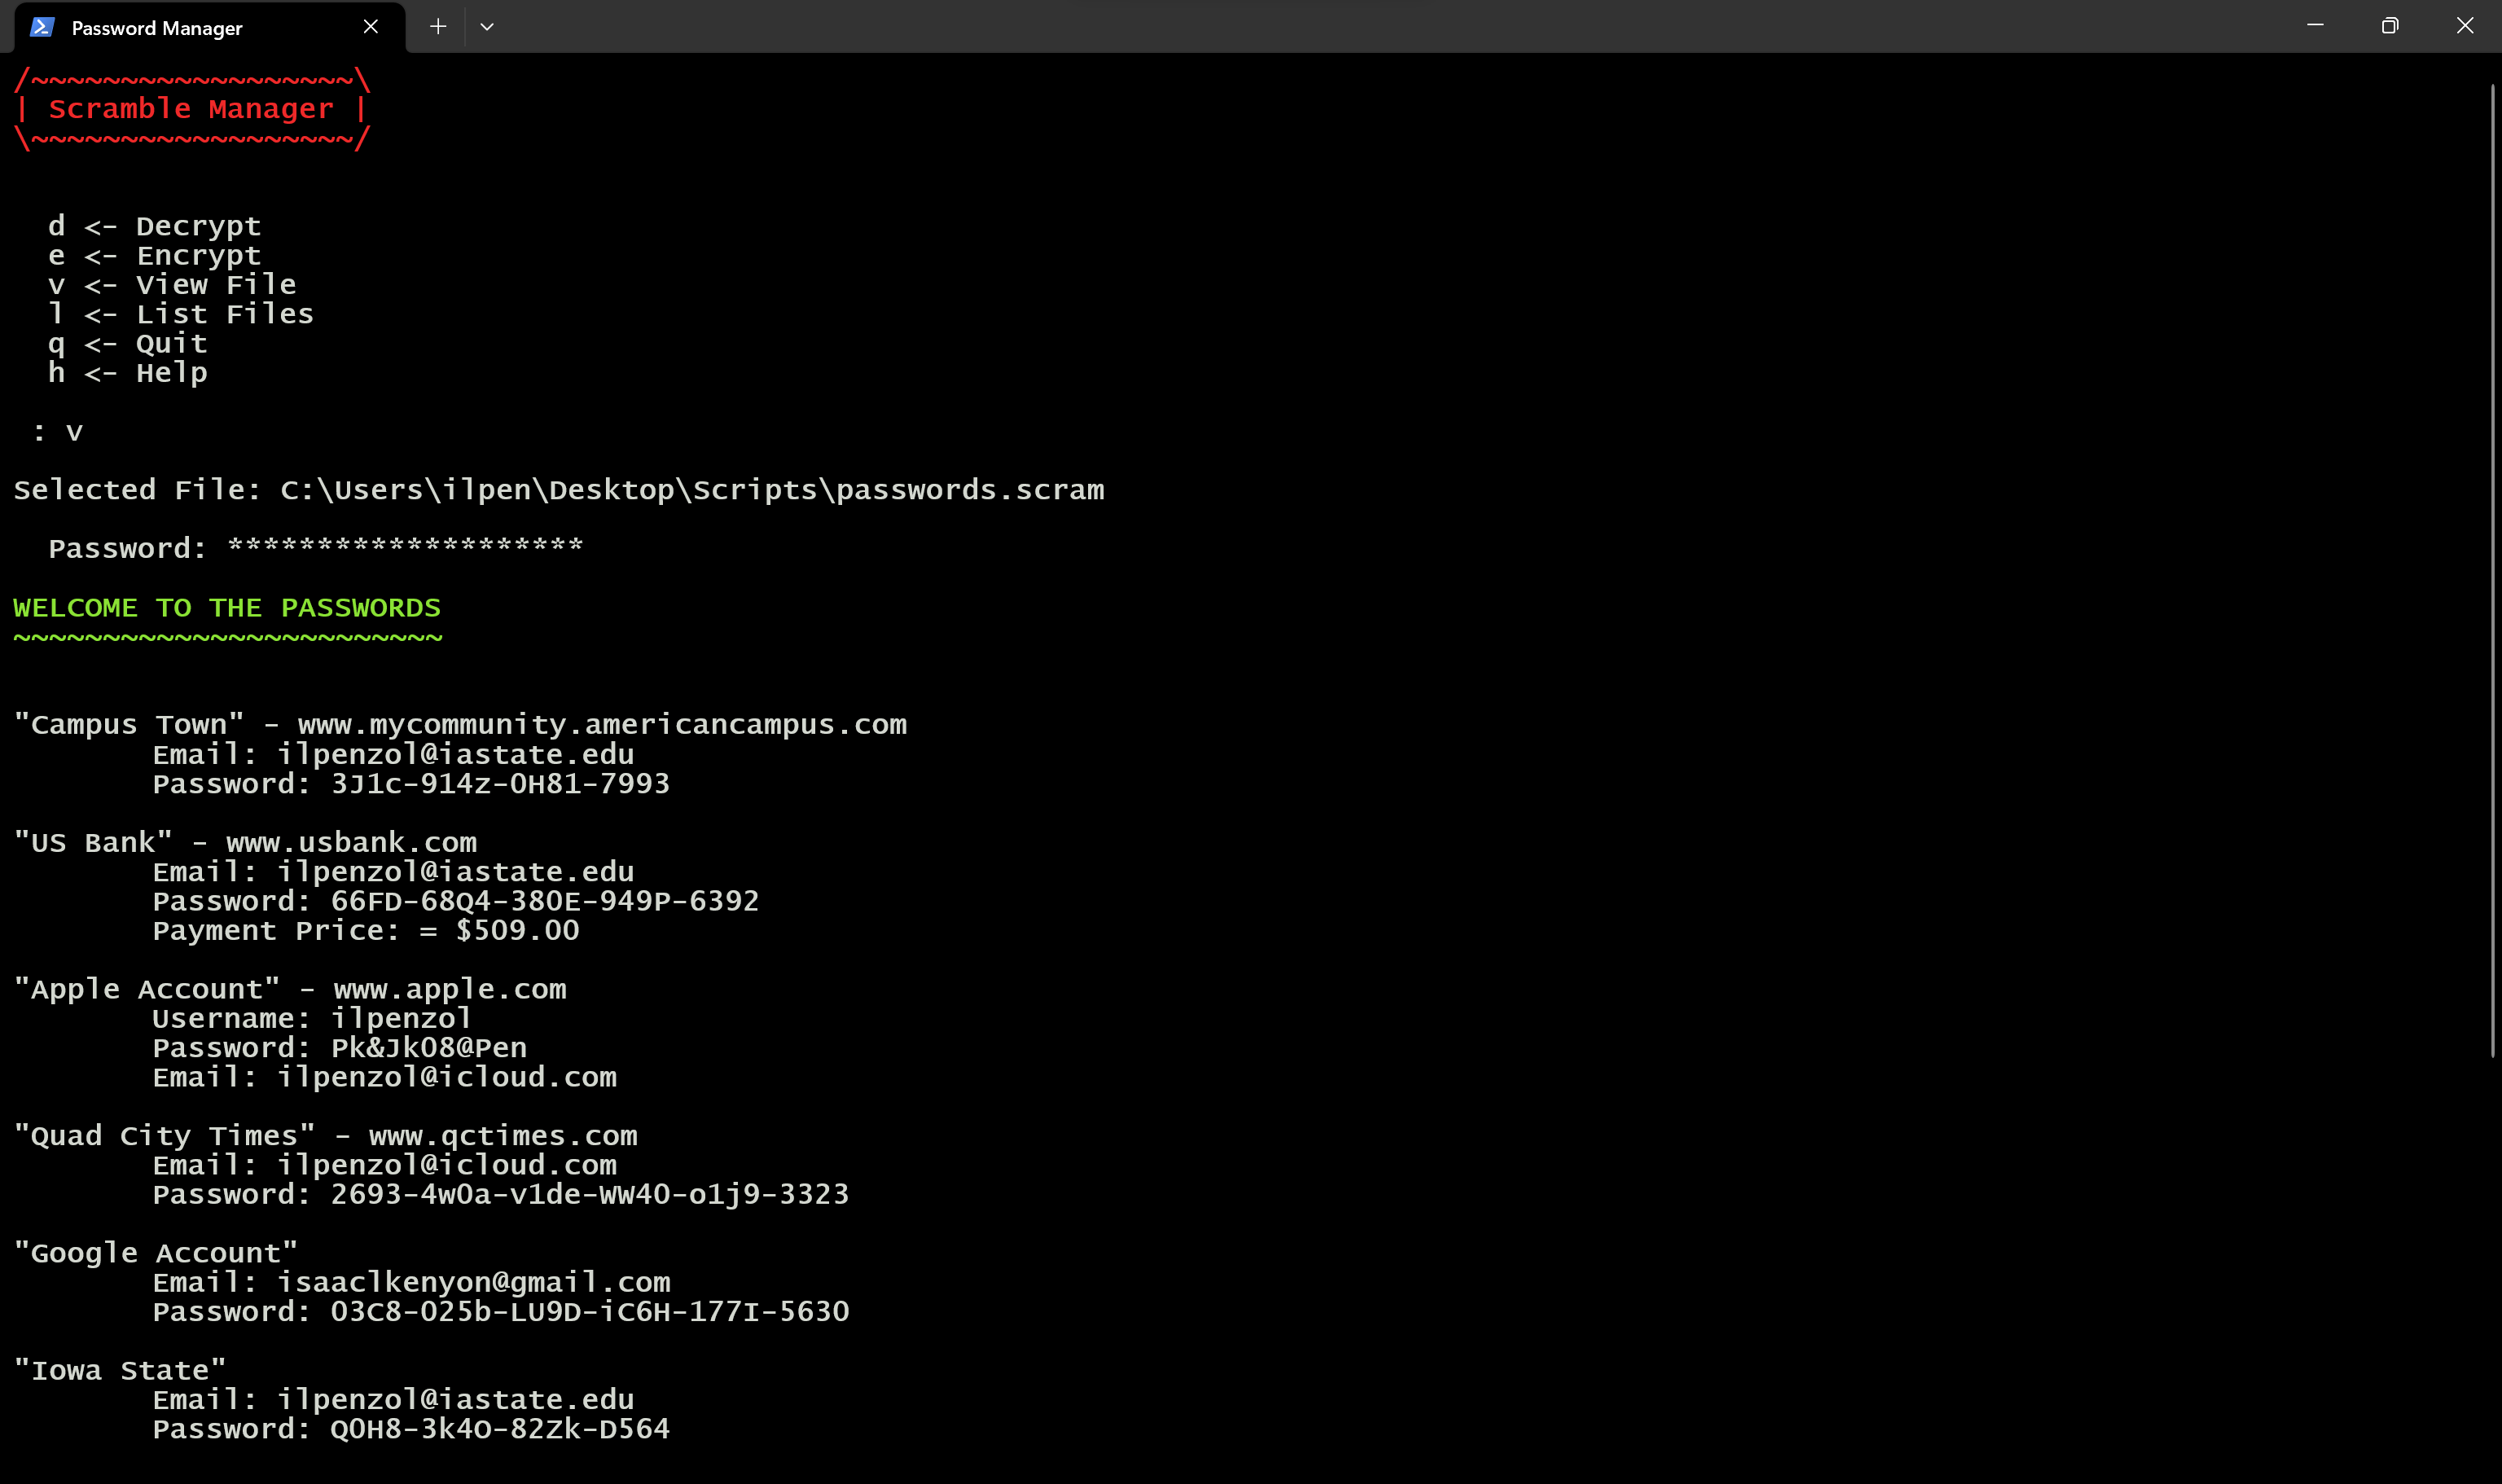 Password Manager
/~~~~~~~~~~~~~~~~~~\
| Scramble Manager |
\~~~~~~~~~~~~~~~~~~/
d <- Decrypt
e <- Encrypt
v <- View File
l <- List Files
q <- Quit
h <- Help
: v
Selected File: C:\Users\ilpen\Desktop\Scripts\passwords.scram
Password: ********************
WELCOME TO THE PASSWORDS
~~~~~~~~~~~~~~~~~~~~~~~~
"Campus Town" - www.mycommunity.americancampus.com
Email: ilpenzol@iastate.edu
Password: 3J1c-914z-0H81-7993
"US Bank" - www.usbank.com
Email: ilpenzol@iastate.edu
Password: 66FD-68Q4-380E-949P-6392
Payment Price: = $509.00
"Apple Account" - www.apple.com
Username: ilpenzol
Password: Pk&Jk08@Pen
Email: ilpenzol@icloud.com
"Quad City Times" - www.qctimes.com
Email: ilpenzol@icloud.com
Password: 2693-4w0a-v1de-WW40-o1j9-3323
"Google Account"
Email: isaaclkenyon@gmail.com
Password: 03C8-025b-LU9D-iC6H-177I-5630
"Iowa State"
Email: ilpenzol@iastate.edu
Password: Q0H8-3k4O-82Zk-D564